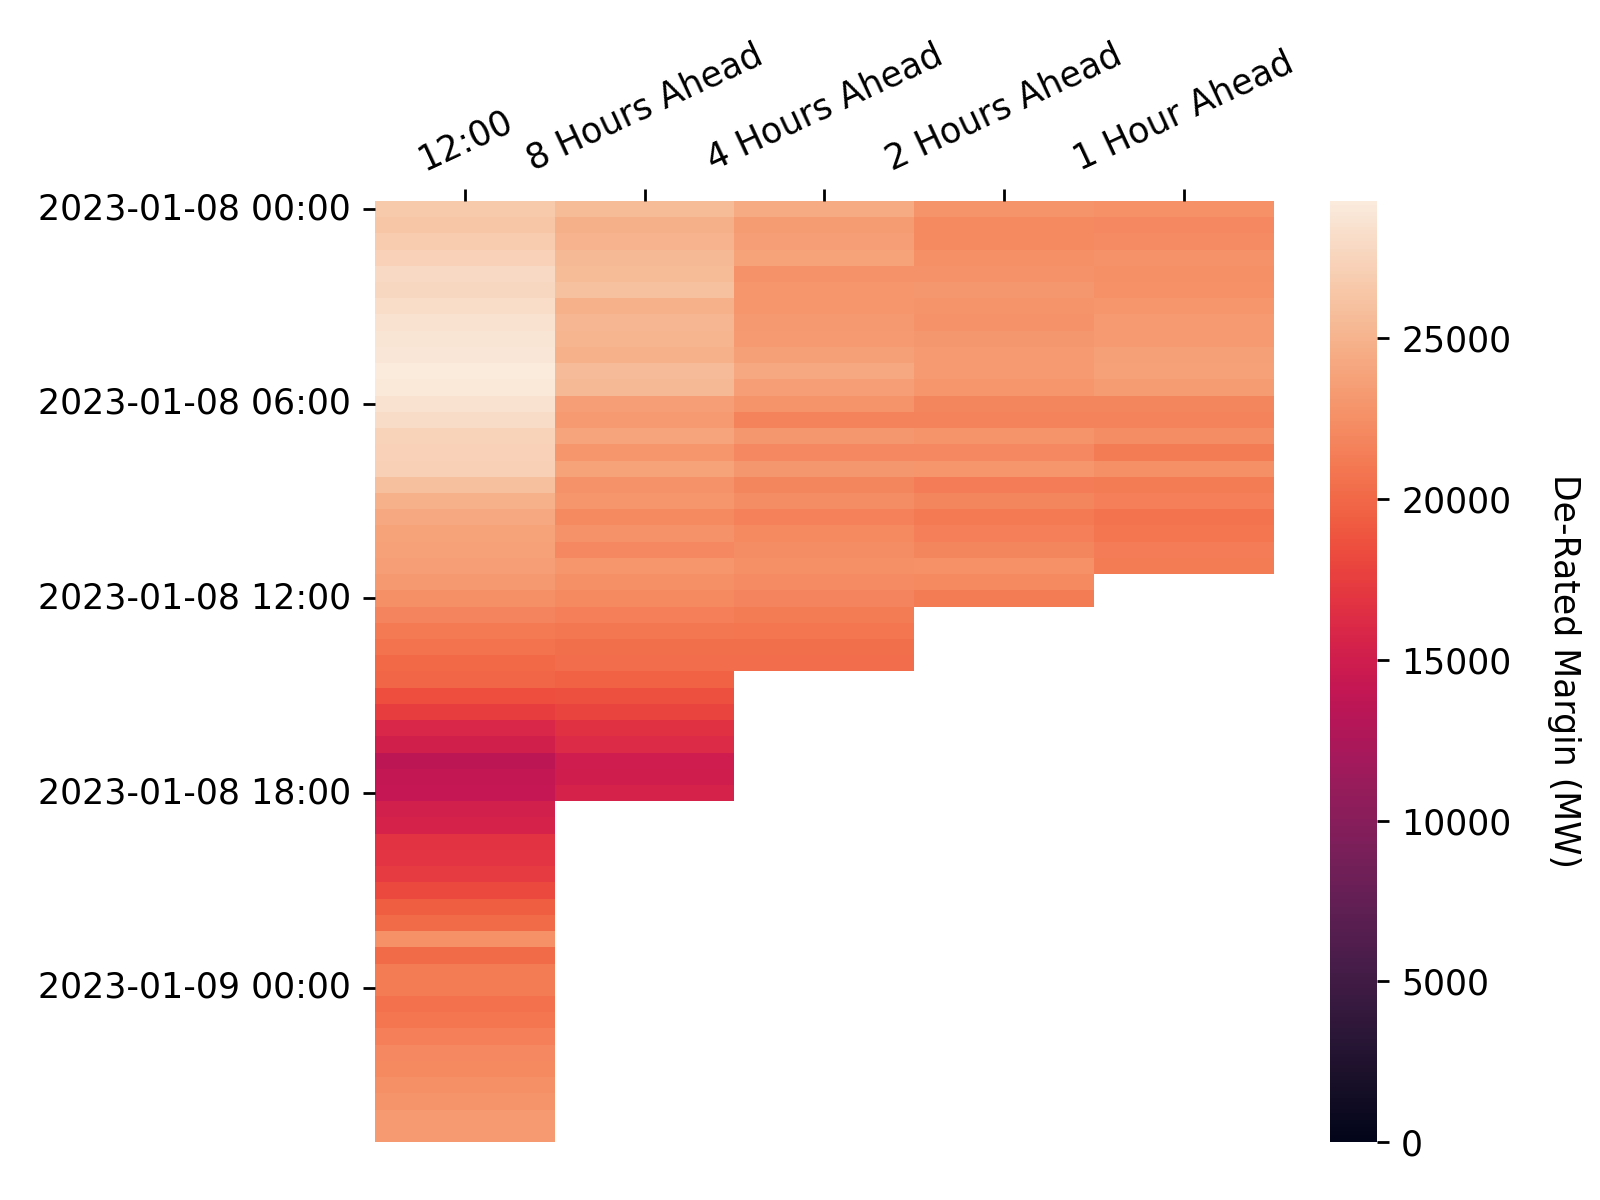 12:00
8 Hours Ahead
4 Hours Ahead
2 Hours Ahead
1 Hour Ahead
2023-01-08 00:00
2023-01-08 06:00
2023-01-08 12:00
2023-01-08 18:00
2023-01-09 00:00
25000
20000
15000
10000
5000
0
De-Rated Margin (MW)